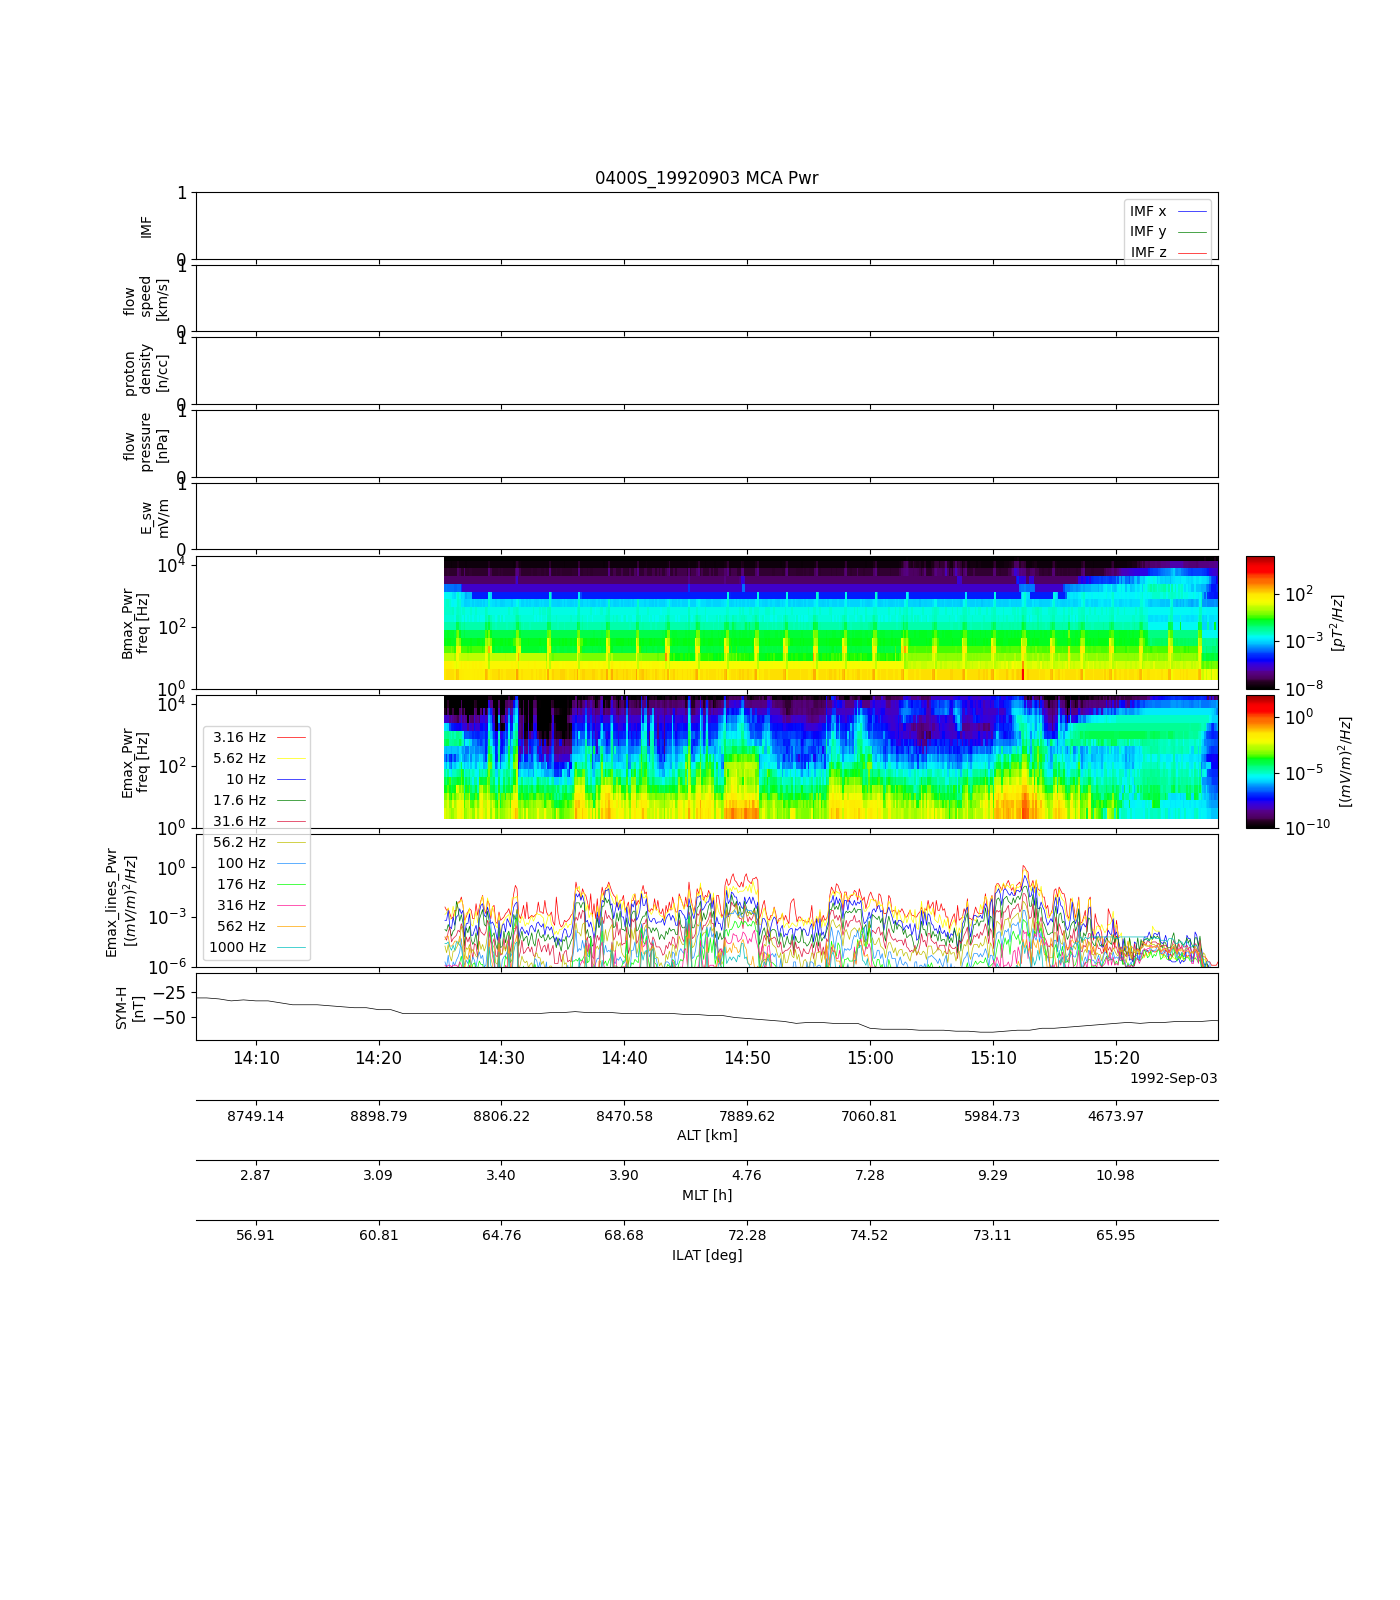 0400S_19920903 MCA Pwr
1
IMF
0
IMF x
IMF y
IMF z
1
flow
speed
[km/s]
0
1
proton
density
[n/cc]
0
1
flow
pressure
[nPa]
0
1
E_sw
mV/m
0
10^4
10^2
10^0
Bmax_Pwr
freq [Hz]
10^2
10^-3
10^-8
[pT^2/Hz]
10^4
10^2
10^0
Emax_Pwr
freq [Hz]
10^0
10^-5
10^-10
[(mV/m)^2/Hz]
3.16 Hz
5.62 Hz
10 Hz
17.6 Hz
31.6 Hz
56.2 Hz
100 Hz
176 Hz
316 Hz
562 Hz
1000 Hz
10^0
10^-3
10^-6
Emax_lines_Pwr
[(mV/m)^2/Hz]
−25
−50
SYM-H
[nT]
14:10 14:20 14:30 14:40 14:50 15:00 15:10 15:20
1992-Sep-03
8749.14 8898.79 8806.22 8470.58 7889.62 7060.81 5984.73 4673.97
ALT [km]
2.87 3.09 3.40 3.90 4.76 7.28 9.29 10.98
MLT [h]
56.91 60.81 64.76 68.68 72.28 74.52 73.11 65.95
ILAT [deg]